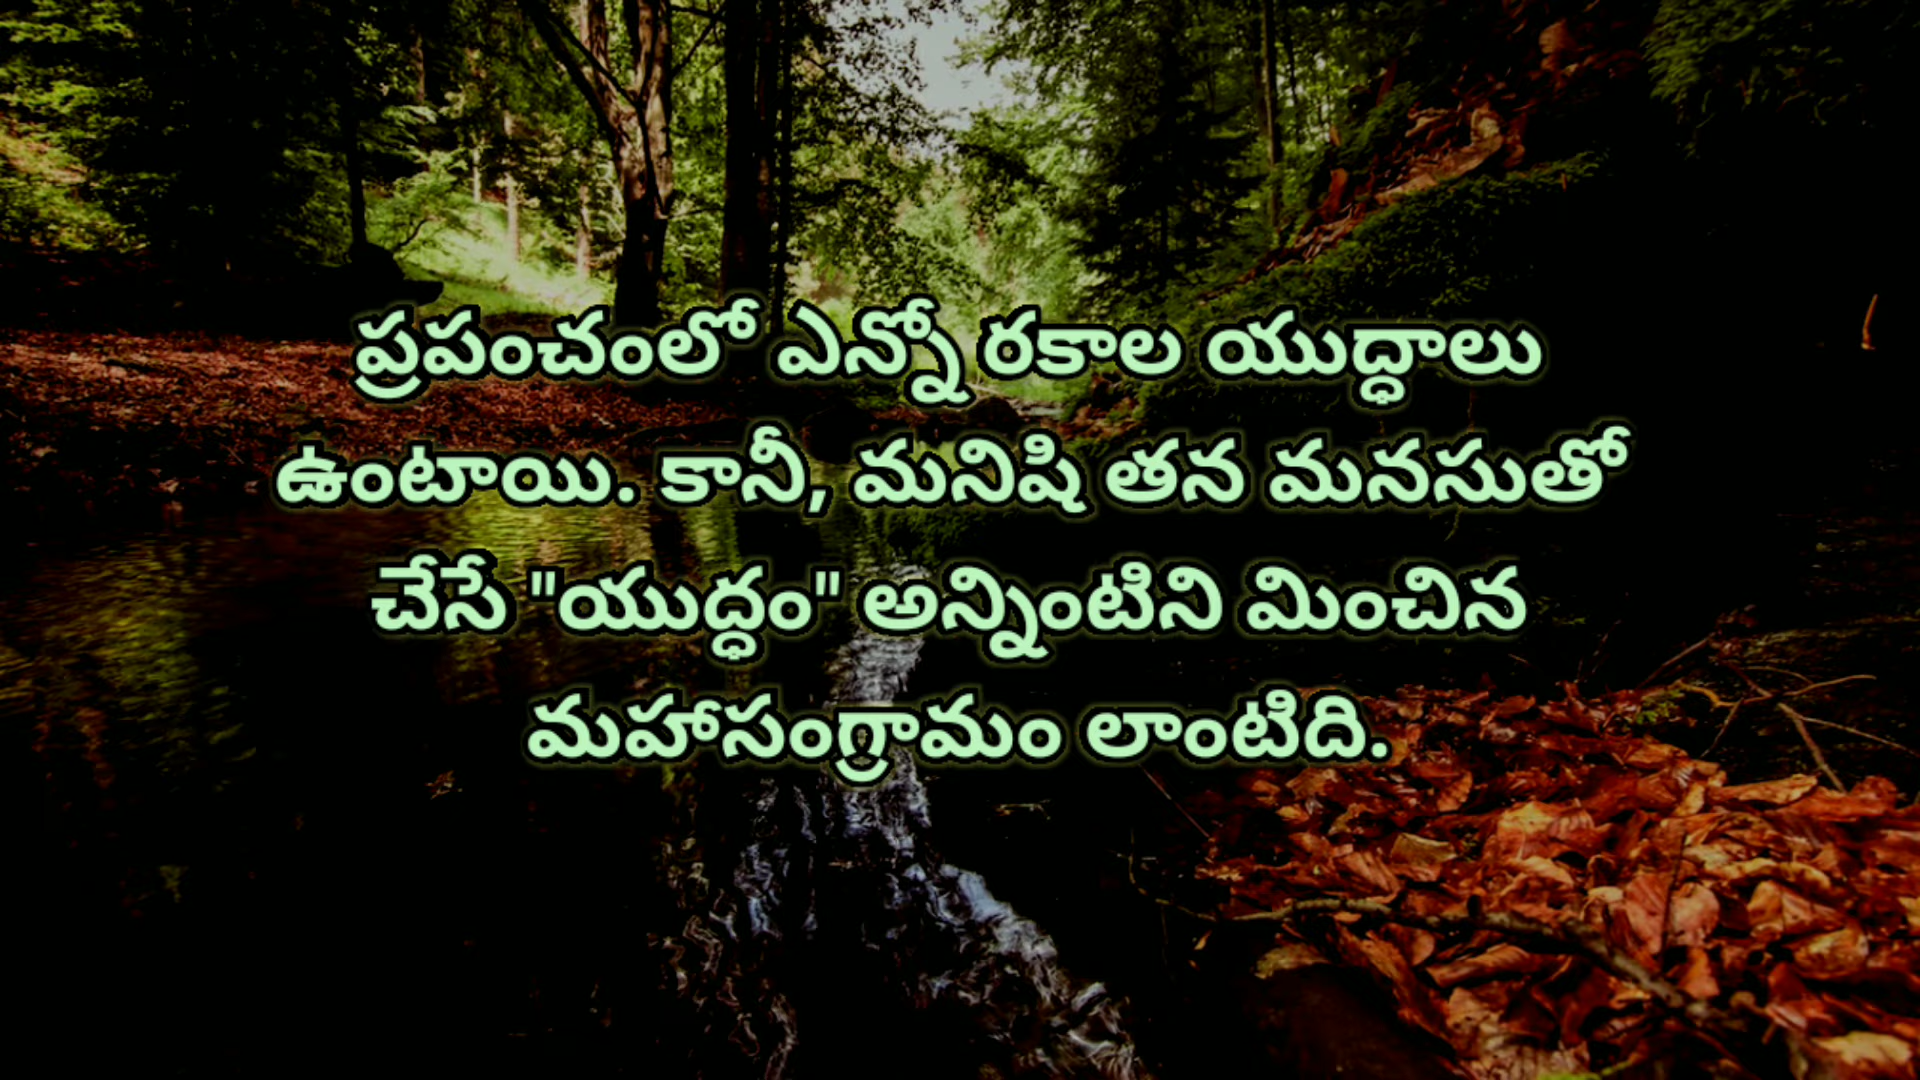 ప్రపంచంలో ఎన్నో రకాల యుద్ధాలు
ఉంటాయి. కానీ, మనిషి తన మనసుతో
చేసే "యుద్ధం" అన్నింటిని మించిన
మహాసంగ్రామం లాంటిది.